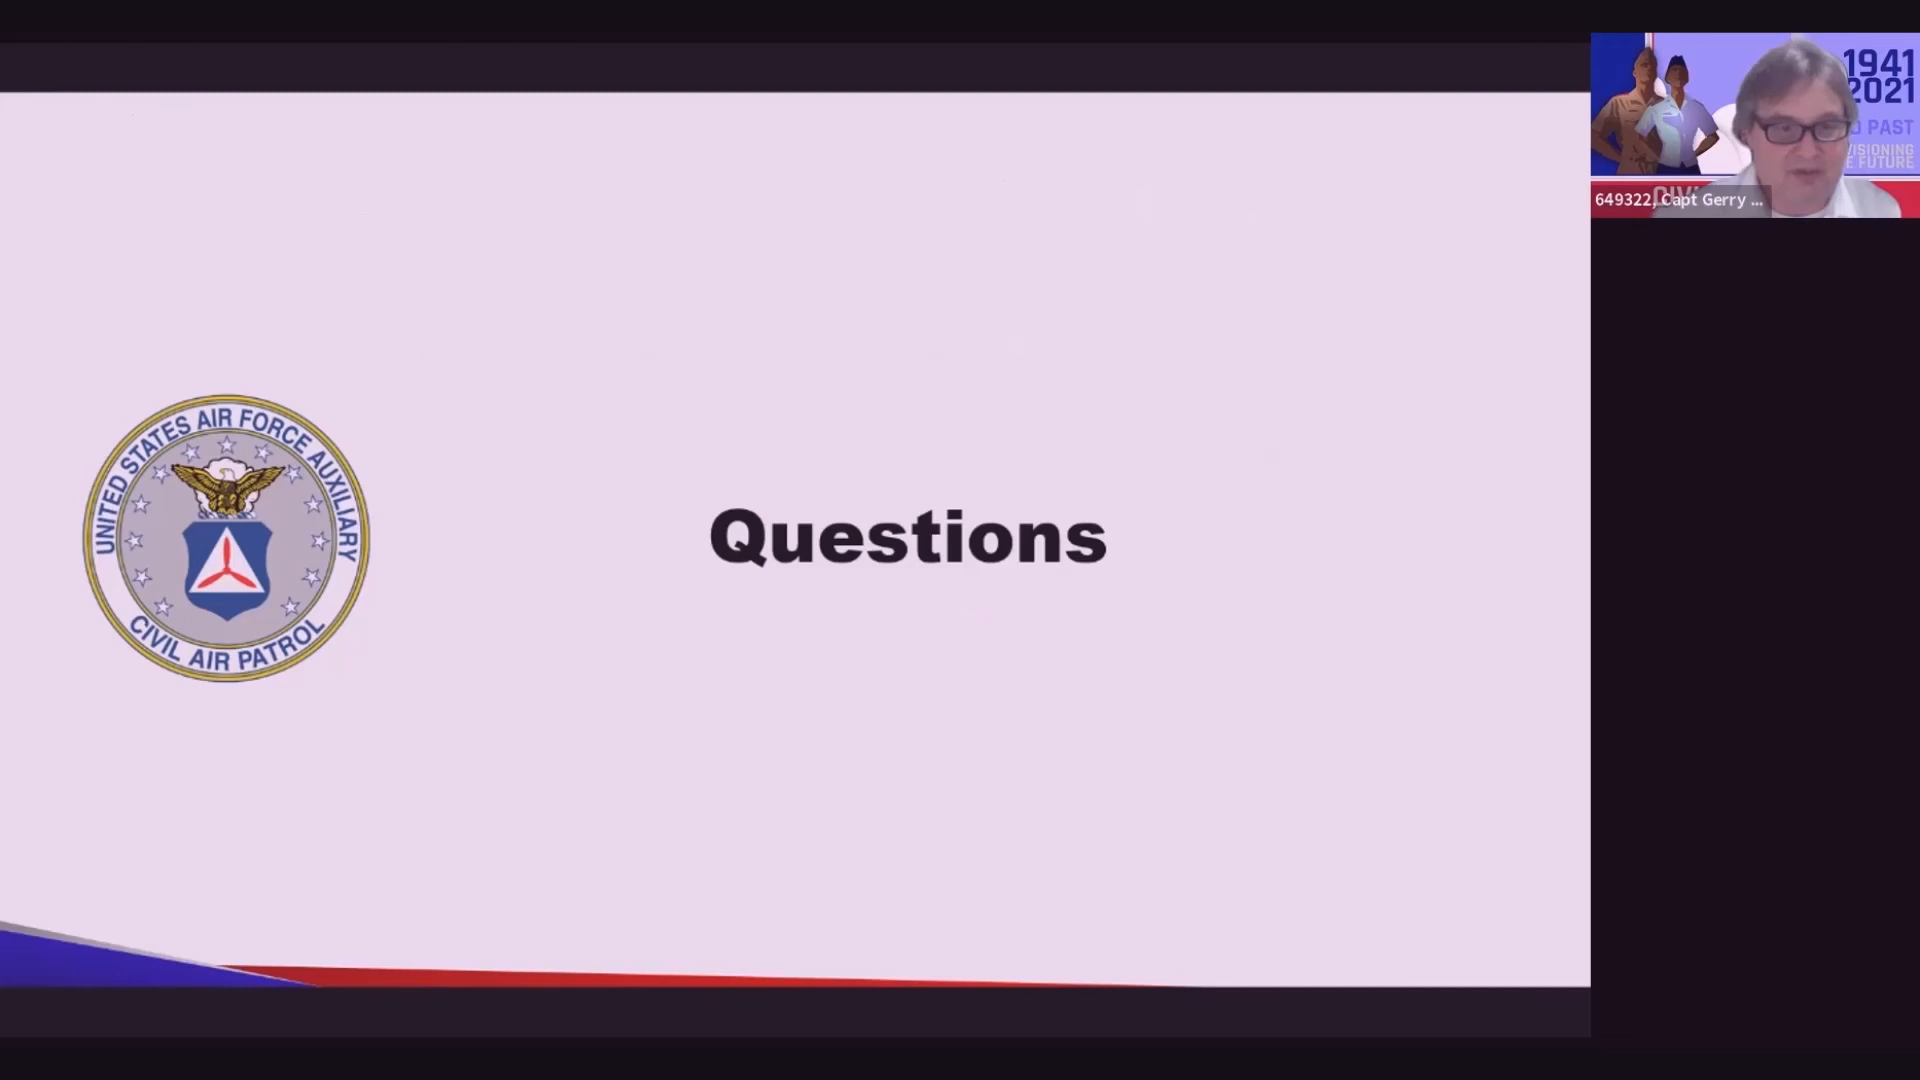 UNITED STATES AIR FORCE AUXILIARY
CIVIL AIR PATROL
Questions
1941
2021
PAST
VISIONING
E FUTURE
649322, Capt Gerry ...